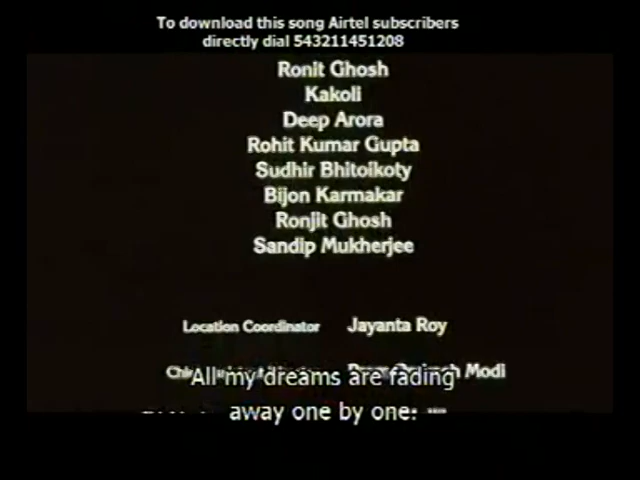 To download this song Airtel subscribers
directly dial 543211451208
Ronit Ghosh
Kakoli
Deep Arora
Rohit Kumar Gupta
Sudhir Bhitoikoty
Bijon Karmakar
Ronjit Ghosh
Sandip Mukherjee
Location Coordinator Jayanta Roy
Modi
All my dreams are fading
away one by one.